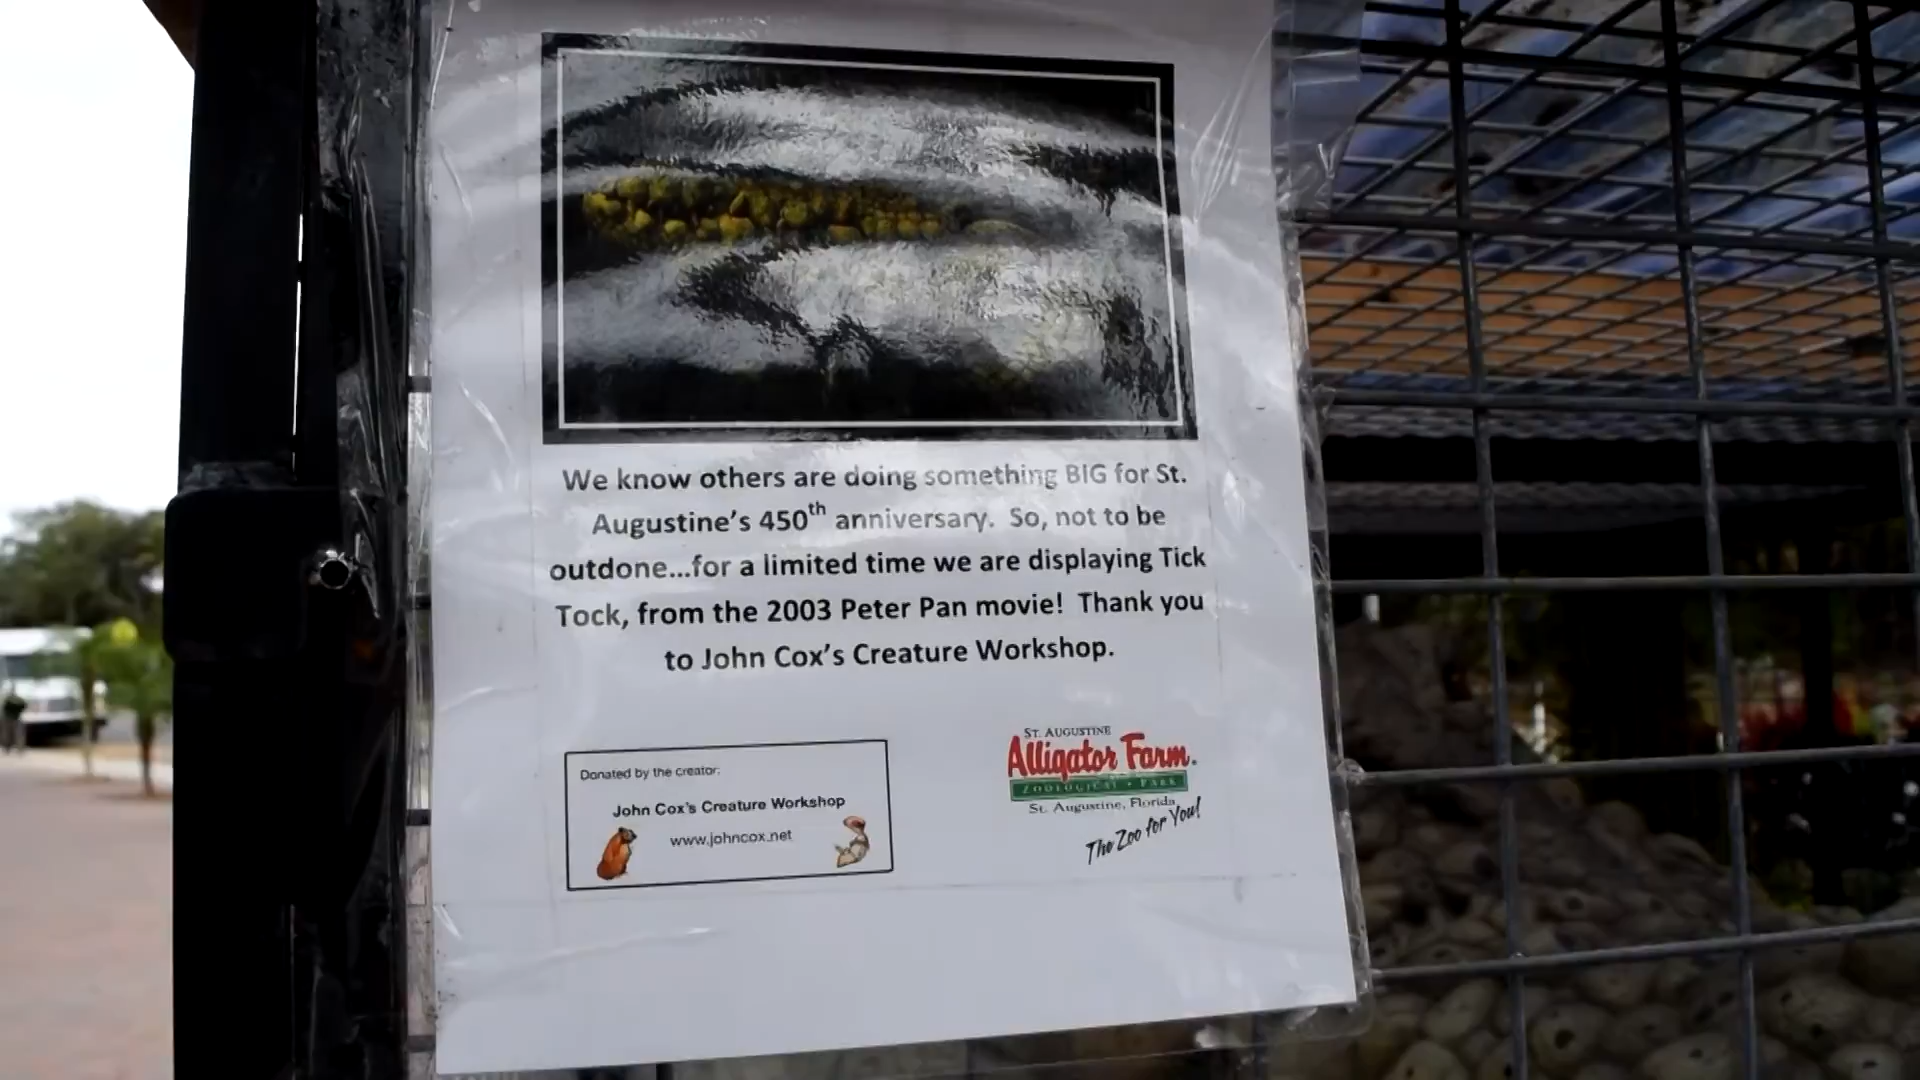 We know others are doing something BIG for St.
Augustine's 450th anniversary. So, not to be
outdone...for a limited time we are displaying Tick
Tock, from the 2003 Peter Pan movie! Thank you
to John Cox's Creature Workshop.
Donated by the creator:
John Cox's Creature Workshop
www.johncox.net
ST. AUGUSTINE
Alligator Farm.
ZOOLOGICAL • PARK
St. Augustine, Florida
The Zoo for You!